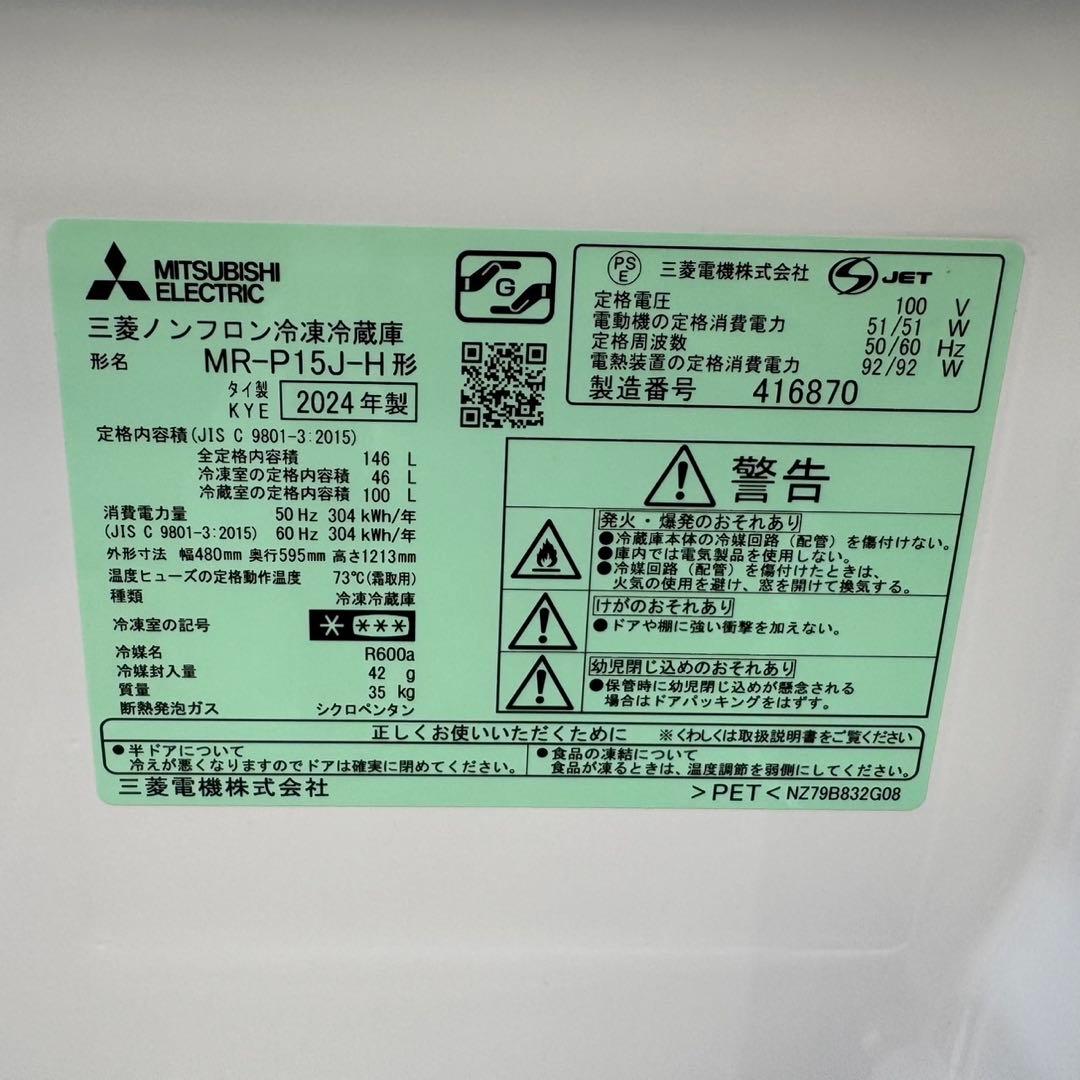 MITSUBISHI
ELECTRIC
三菱ノンフロン冷凍冷蔵庫
形名 MR-P15J-H形
タイ製
KYE 2024年製
定格内容積(JIS C 9801-3:2015)
全定格内容積 146 L
冷凍室の定格内容積 46 L
冷蔵室の定格内容積 100 L
消費電力量 50 Hz 304 kWh/年
(JIS C 9801-3:2015) 60 Hz 304 kWh/年
外形寸法 幅480mm 奥行595mm 高さ1213mm
温度ヒューズの定格動作温度 73℃(霜取用)
種類 冷凍冷蔵庫
冷凍室の記号 * ***
冷媒名 R600a
冷媒封入量 42 g
質量 35 kg
断熱発泡ガス シクロペンタン
G
PS
E 三菱電機株式会社 S JET
定格電圧 100 V
電動機の定格消費電力 51/51 W
定格周波数 50/60 Hz
電熱装置の定格消費電力 92/92 W
製造番号 416870
警告
発火・爆発のおそれあり
●冷蔵庫本体の冷媒回路(配管)を傷付けない。
●庫内では電気製品を使用しない。
●冷媒回路(配管)を傷付けたときは、
火気の使用を避け、窓を開けて換気する。
けがのおそれあり
●ドアや棚に強い衝撃を加えない。
幼児閉じ込めのおそれあり
●保管時に幼児閉じ込めが懸念される
場合はドアパッキングをはずす。
正しくお使いいただくために ※くわしくは取扱説明書をご覧ください
●半ドアについて
冷えが悪くなりますのでドアは確実に閉めてください。
●食品の凍結について
食品が凍るときは、温度調節を弱側にしてください。
三菱電機株式会社
>PET< NZ79B832G08